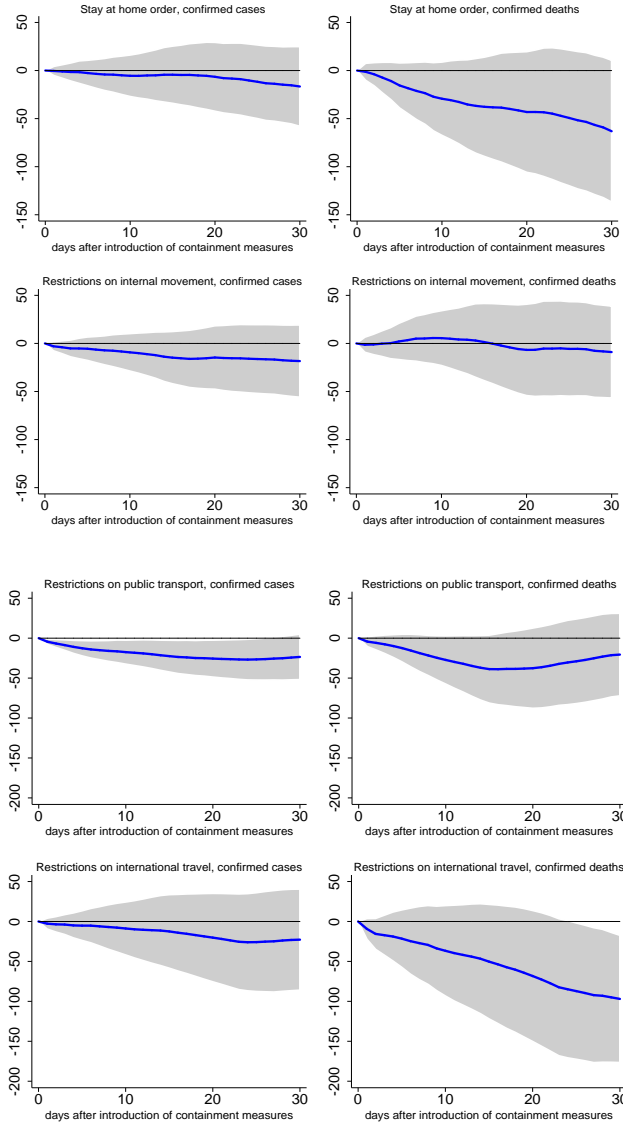 Stay at home order, confirmed cases
50
0
-50
-100
-150
0 10 20 30
days after introduction of containment measures
Stay at home order, confirmed deaths
50
0
-50
-100
-150
0 10 20 30
days after introduction of containment measures
Restrictions on internal movement, confirmed cases
50
0
-50
-100
-150
0 10 20 30
days after introduction of containment measures
Restrictions on internal movement, confirmed deaths
50
0
-50
-100
-150
0 10 20 30
days after introduction of containment measures
Restrictions on public transport, confirmed cases
50
0
-50
-100
-150
-200
0 10 20 30
days after introduction of containment measures
Restrictions on public transport, confirmed deaths
50
0
-50
-100
-150
-200
0 10 20 30
days after introduction of containment measures
Restrictions on international travel, confirmed cases
50
0
-50
-100
-150
-200
0 10 20 30
days after introduction of containment measures
Restrictions on international travel, confirmed deaths
50
0
-50
-100
-150
-200
0 10 20 30
days after introduction of containment measures